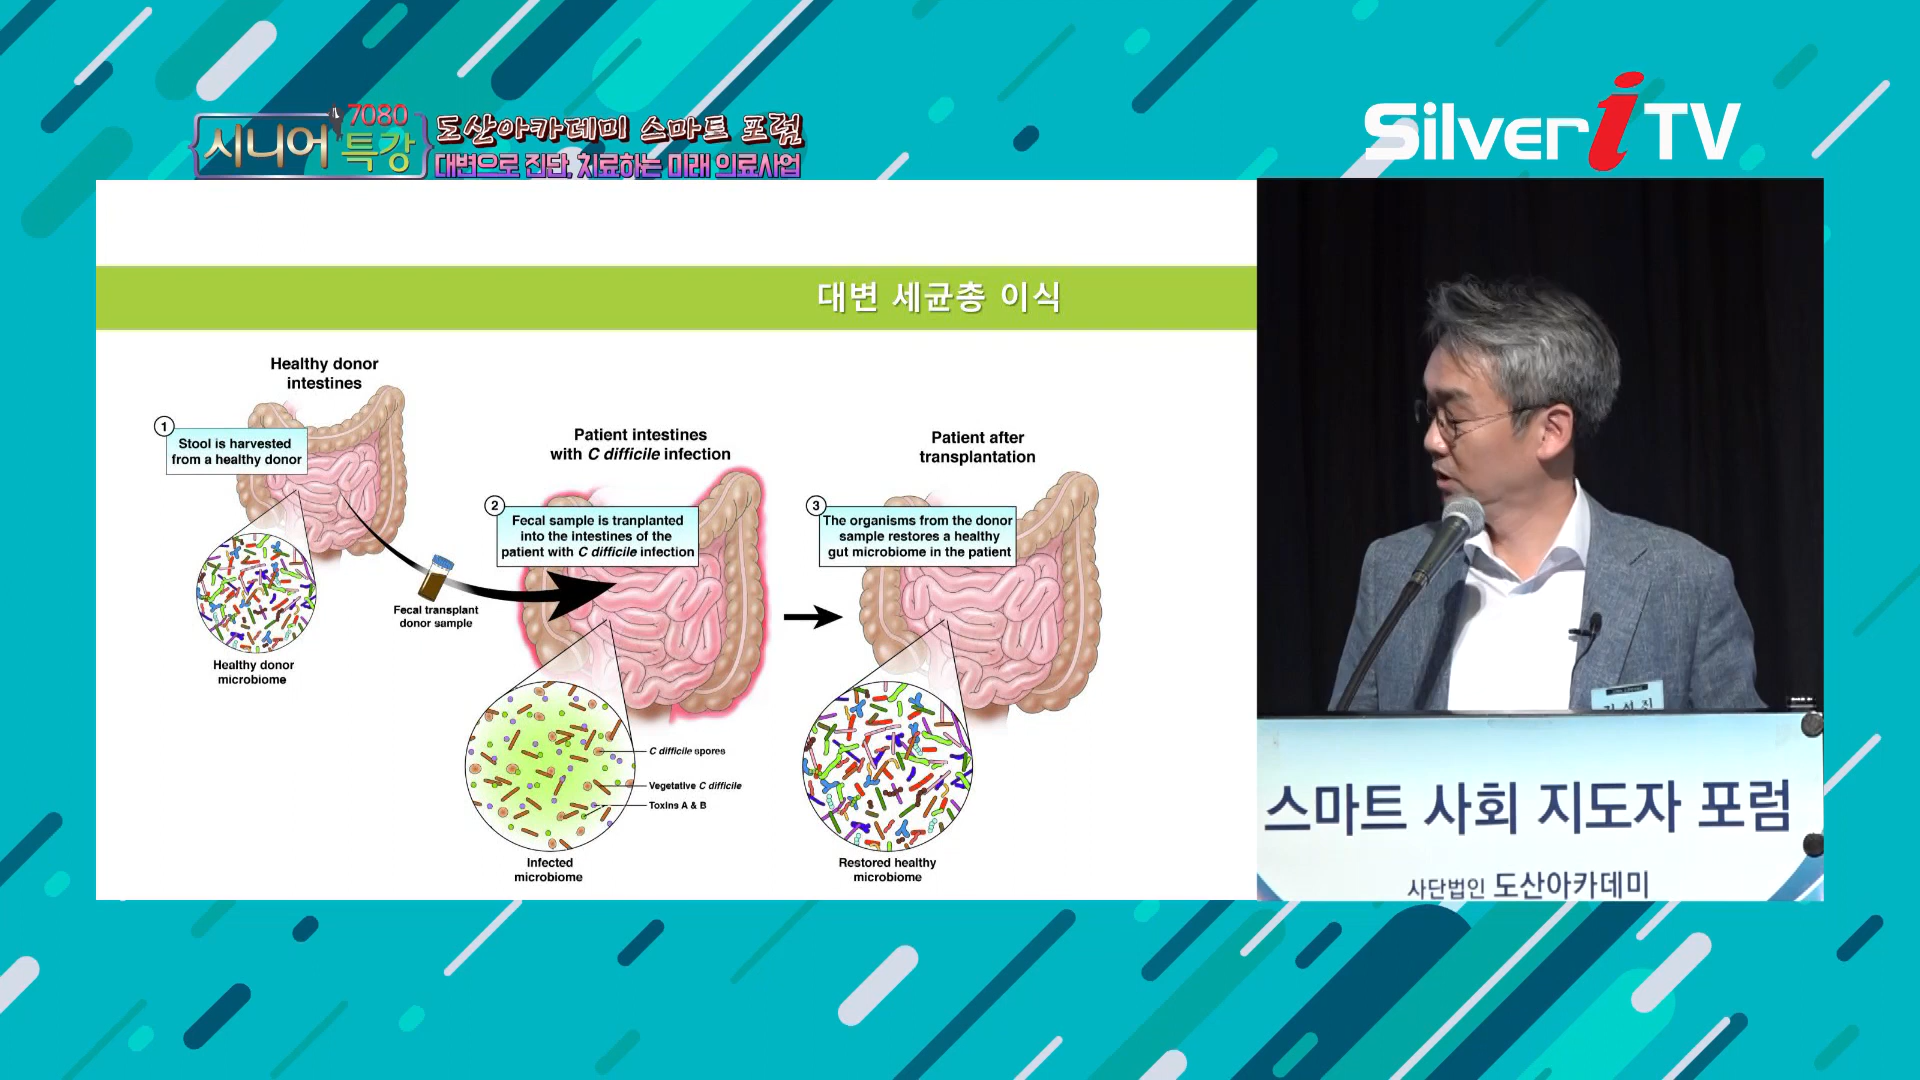 시니어
7080
특강
도산아카데미 스마트 포럼
대변으로 진단, 치료하는 미래 의료사업
Silver i TV
대변 세균총 이식
Healthy donor
intestines
1
Stool is harvested
from a healthy donor
Healthy donor
microbiome
Fecal transplant
donor sample
Patient intestines
with C difficile infection
2
Fecal sample is tranplanted
into the intestines of the
patient with C difficile infection
C difficile spores
Vegetative C difficile
Toxins A & B
Infected
microbiome
Patient after
transplantation
3
The organisms from the donor
sample restores a healthy
gut microbiome in the patient
Restored healthy
microbiome
스마트 사회 지도자 포럼
사단법인 도산아카데미